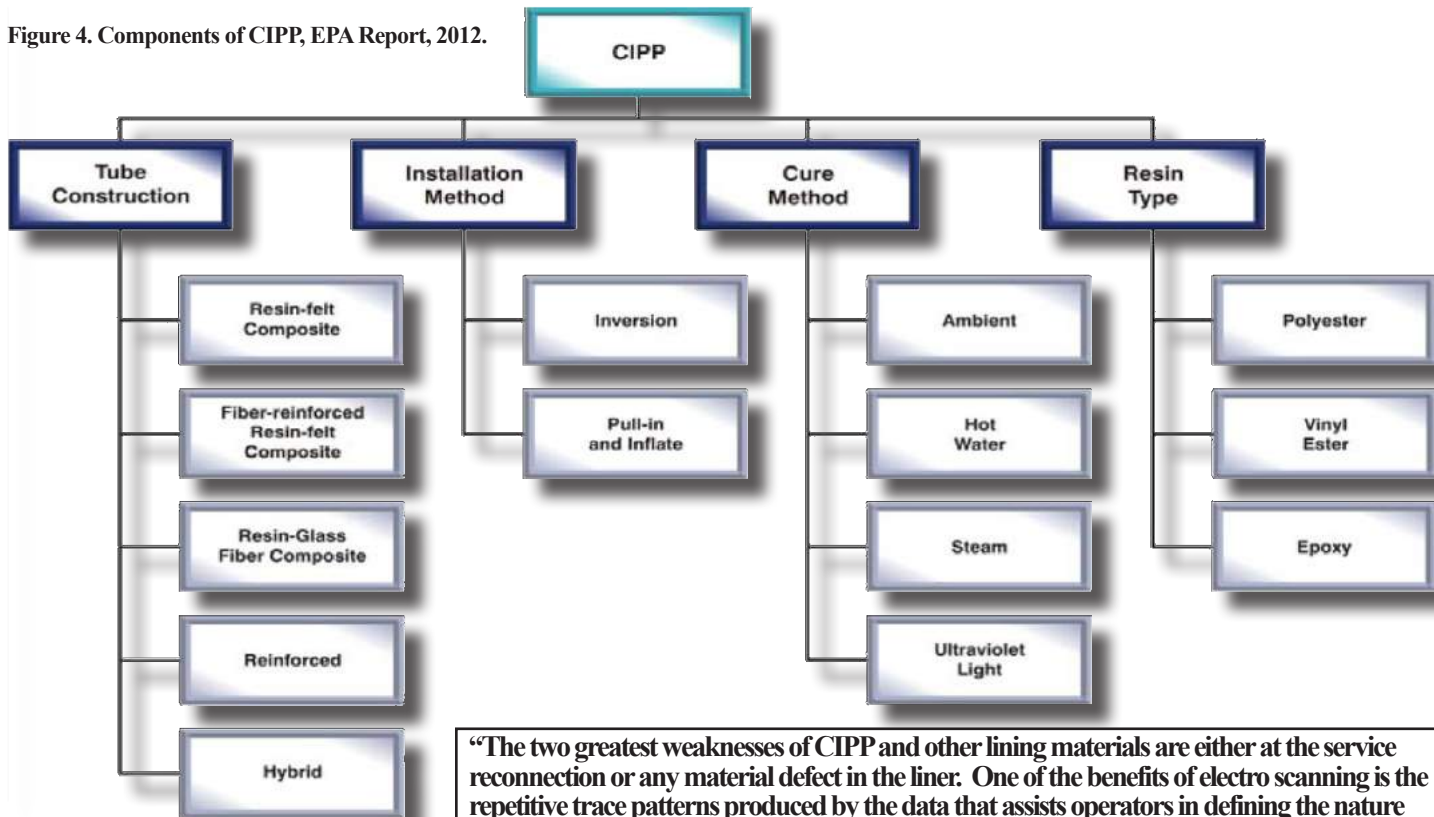 Figure 4. Components of CIPP, EPA Report, 2012.
CIPP
Tube
Construction
Installation
Method
Cure
Method
Resin
Type
Resin-felt
Composite
Fiber-reinforced
Resin-felt
Composite
Resin-Glass
Fiber Composite
Reinforced
Hybrid
Inversion
Pull-in
and Inflate
Ambient
Hot
Water
Steam
Ultraviolet
Light
Polyester
Vinyl
Ester
Epoxy
“The two greatest weaknesses of CIPP and other lining materials are either at the service
reconnection or any material defect in the liner. One of the benefits of electro scanning is the
repetitive trace patterns produced by the data that assists operators in defining the nature